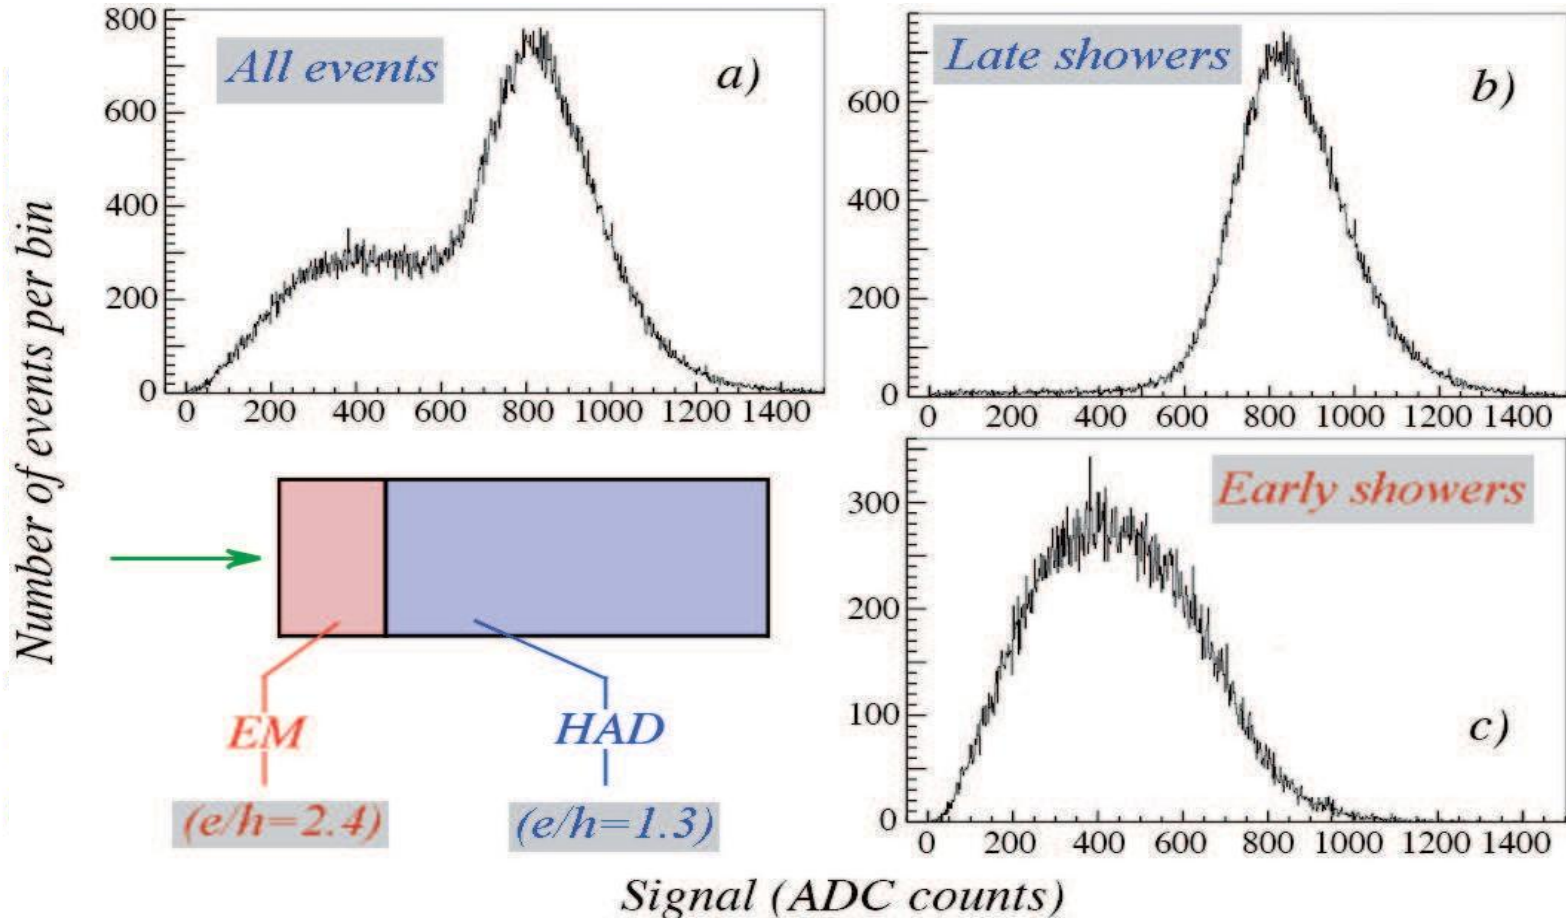 Number of events per bin
800
600
400
200
0
All events
a)
0 200 400 600 800 1000 1200 1400
600
400
200
0
Late showers
b)
0 200 400 600 800 1000 1200 1400
EM
HAD
(e/h=2.4)
(e/h=1.3)
300
200
100
0
Early showers
c)
0 200 400 600 800 1000 1200 1400
Signal (ADC counts)